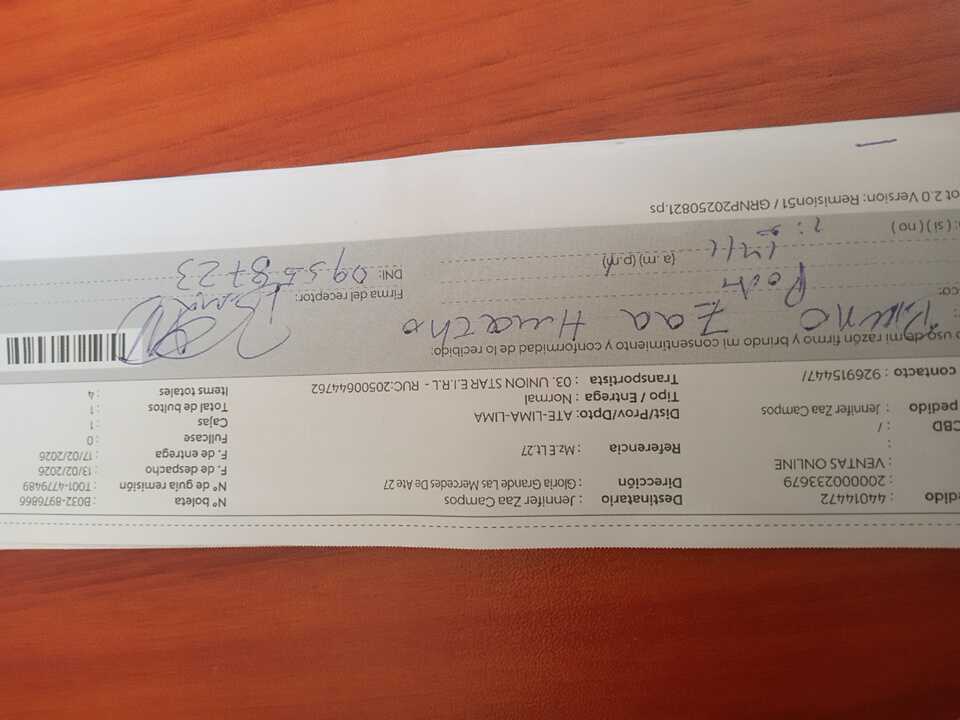 edido : 44014472 Destinatario : Jennifer Zaa Campos Nº boleta : B032-8976866
: 200000233679 Dirección : Gloria Grande Las Mercedes De Ate 27 Nº de guía remisión : T001-4779489
: VENTAS ONLINE F. de despacho : 13/02/2026
: Referencia : Mz.E Lt.27 F. de entrega : 17/02/2026
CBD : / Fullcase : 0
pedido : Jennifer Zaa Campos Dist/Prov/Dpto: ATE-LIMA-LIMA Cajas : 1
Tipo / Entrega : Normal Total de bultos : 1
contacto : 926915447/ Transportista : 03. UNION STAR E.I.R.L - RUC:20500644762 Items totales : 4
o uso de mi razón firmo y brindo mi consentimiento y conformidad de lo recibido:
Bruno Zaa Huacho
co: Firma del receptor:
(a.m) (p.m) DNI: 09558723
: ( si ) ( no )
ot 2.0 Version: Remision51 / GRNP20250821.ps